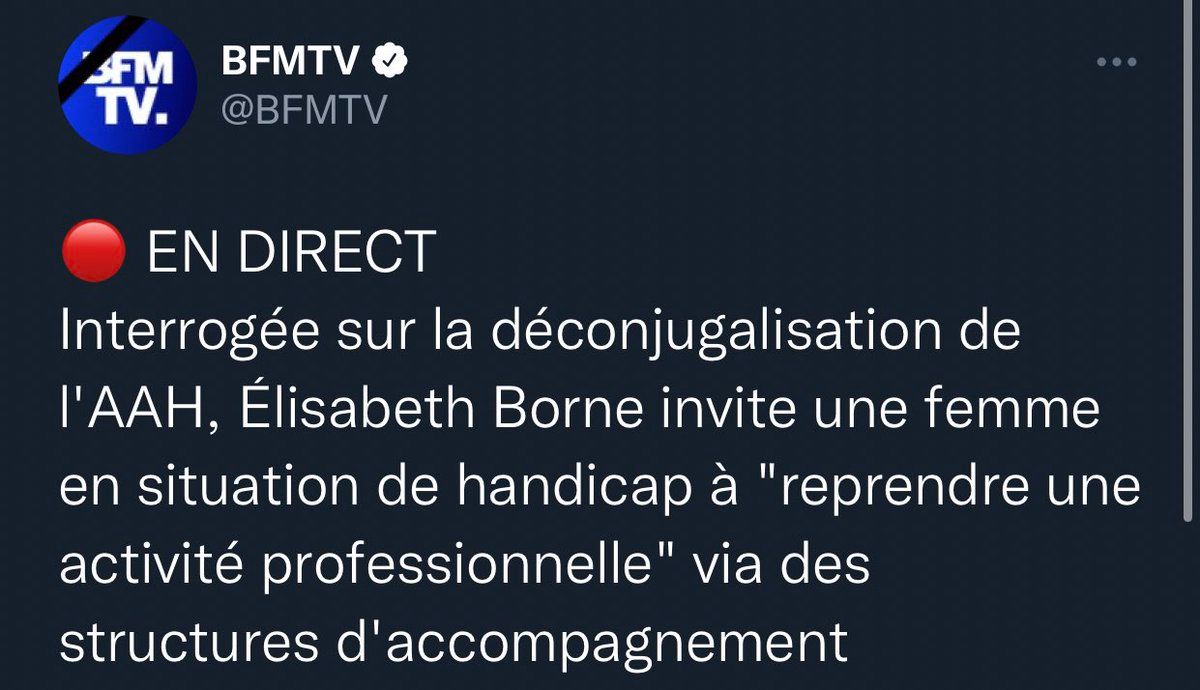 BFM
TV.
BFMTV
@BFMTV
EN DIRECT
Interrogée sur la déconjugalisation de
l'AAH, Élisabeth Borne invite une femme
en situation de handicap à "reprendre une
activité professionnelle" via des
structures d'accompagnement